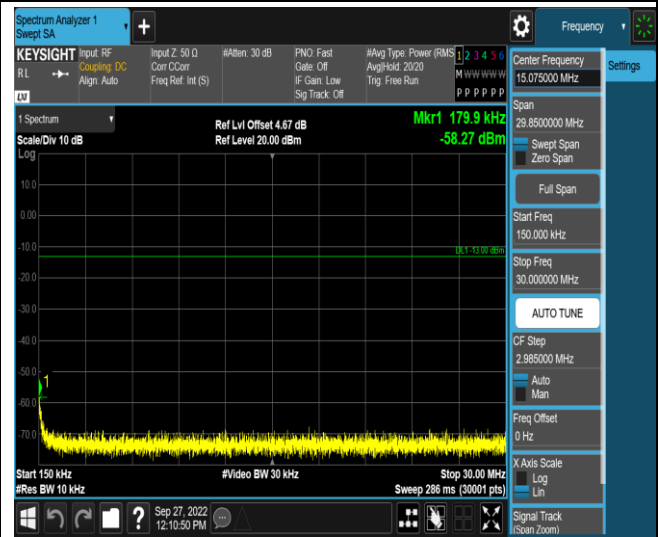 Spectrum Analyzer 1
Swept SA
+
Frequency
KEYSIGHT
RL
LXI
Input: RF
Coupling: DC
Align: Auto
Input Z: 50 Ω
Corr CCorr
Freq Ref: Int (S)
#Atten: 30 dB
PNO: Fast
Gate: Off
IF Gain: Low
Sig Track: Off
#Avg Type: Power (RMS
Avg|Hold: 20/20
Trig: Free Run
1 2 3 4 5 6
M W W W W W
P P P P P P
1 Spectrum
Scale/Div 10 dB
Log
Ref Lvl Offset 4.67 dB
Ref Level 20.00 dBm
Mkr1 179.9 kHz
-58.27 dBm
10.0
0.00
-10.0
DL1 -13.00 dBm
-20.0
-30.0
-40.0
-50.0
1
-60.0
-70.0
Start 150 kHz
#Res BW 10 kHz
#Video BW 30 kHz
Stop 30.00 MHz
Sweep 286 ms (30001 pts)
Center Frequency
15.075000 MHz
Settings
Span
29.8500000 MHz
Swept Span
Zero Span
Full Span
Start Freq
150.000 kHz
Stop Freq
30.000000 MHz
AUTO TUNE
CF Step
2.985000 MHz
Auto
Man
Freq Offset
0 Hz
X Axis Scale
Log
Lin
Signal Track
(Span Zoom)
?
Sep 27, 2022
12:10:50 PM